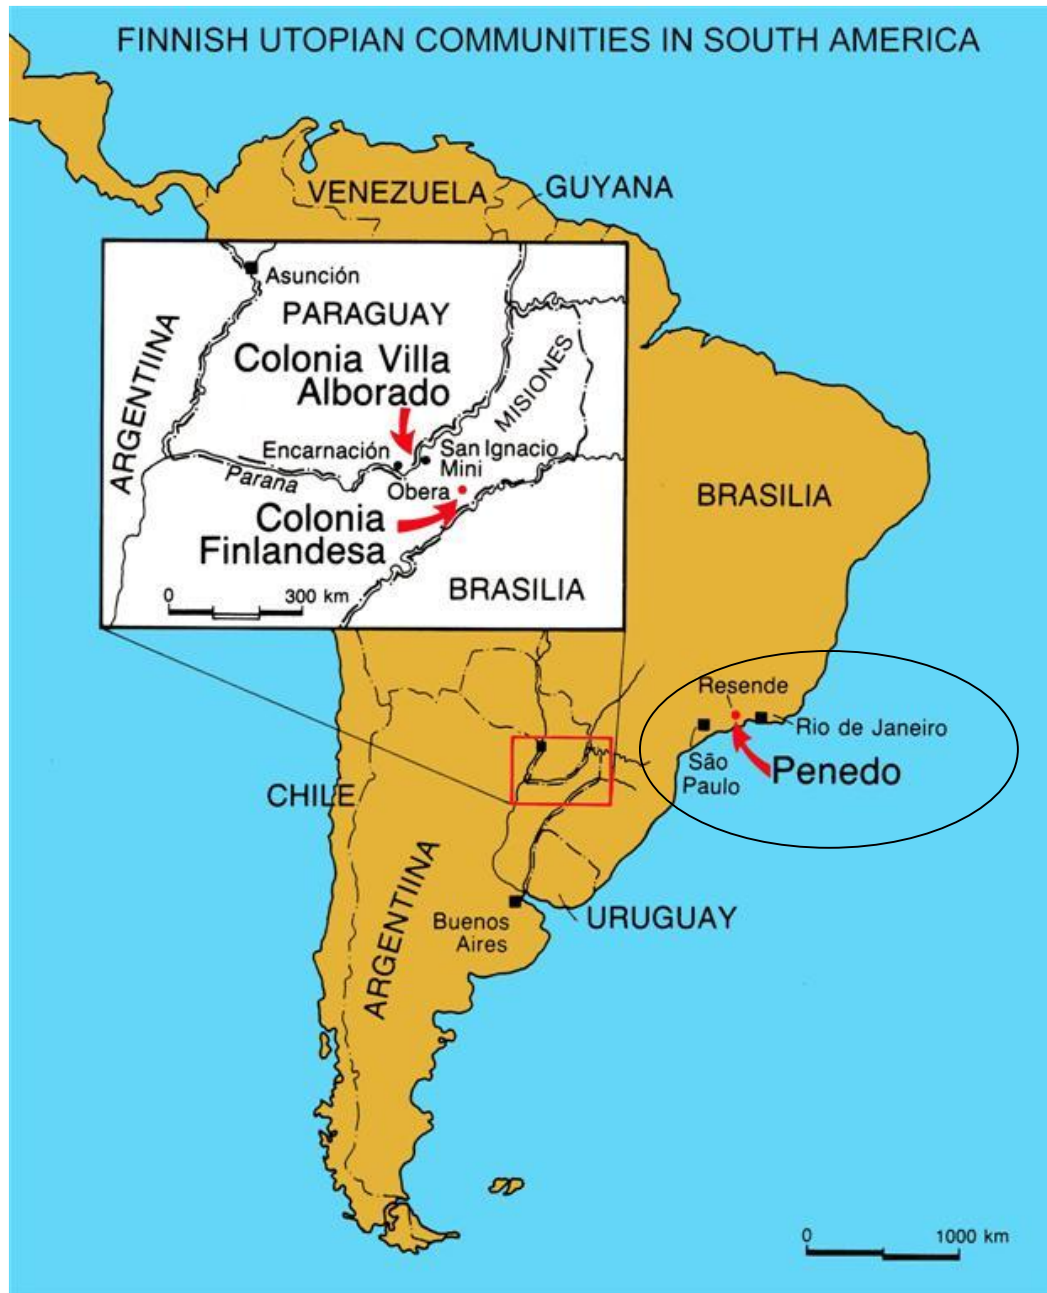 FINNISH UTOPIAN COMMUNITIES IN SOUTH AMERICA
VENEZUELA
GUYANA
Asunción
PARAGUAY
ARGENTIINA
Colonia Villa
Alborado
MISIONES
Encarnación
San Ignacio
Mini
Parana
Obera
Colonia
Finlandesa
BRASILIA
0 300 km
BRASILIA
Resende
Rio de Janeiro
São
Paulo
Penedo
CHILE
ARGENTIINA
Buenos
Aires
URUGUAY
0 1000 km